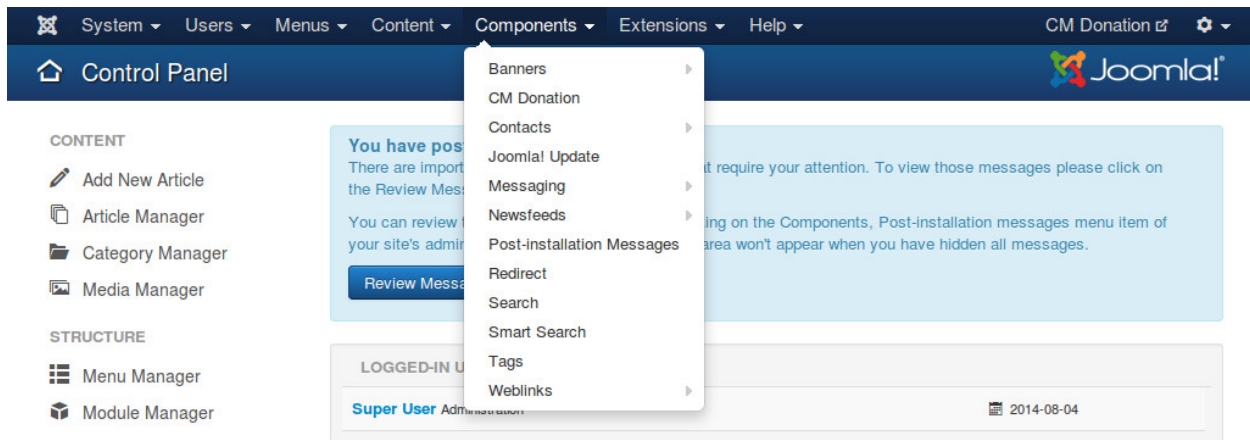 System Users Menus Content Components Extensions Help CM Donation
Control Panel Joomla!
Banners
CM Donation
Contacts
Joomla! Update
Messaging
Newsfeeds
Post-installation Messages
Redirect
Search
Smart Search
Tags
Weblinks
CONTENT
Add New Article
Article Manager
Category Manager
Media Manager
STRUCTURE
Menu Manager
Module Manager
You have pos
There are import t require your attention. To view those messages please click on
the Review Mes
You can review ing on the Components, Post-installation messages menu item of
your site's admi area won't appear when you have hidden all messages.
Review Messa
LOGGED-IN U
Super User Administration 2014-08-04